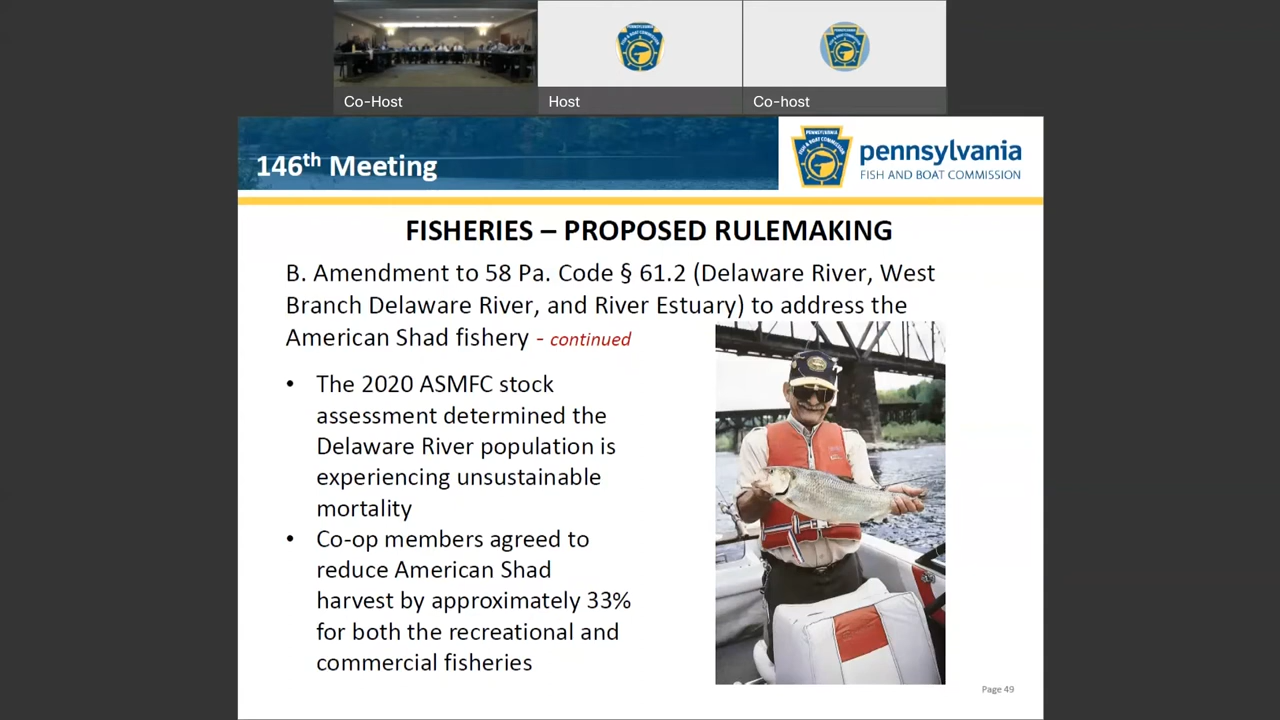 Co-Host
Host
Co-host
146th Meeting
pennsylvania
FISH AND BOAT COMMISSION
FISHERIES – PROPOSED RULEMAKING
B. Amendment to 58 Pa. Code § 61.2 (Delaware River, West
Branch Delaware River, and River Estuary) to address the
American Shad fishery - continued
• The 2020 ASMFC stock
assessment determined the
Delaware River population is
experiencing unsustainable
mortality
• Co-op members agreed to
reduce American Shad
harvest by approximately 33%
for both the recreational and
commercial fisheries
Page 49